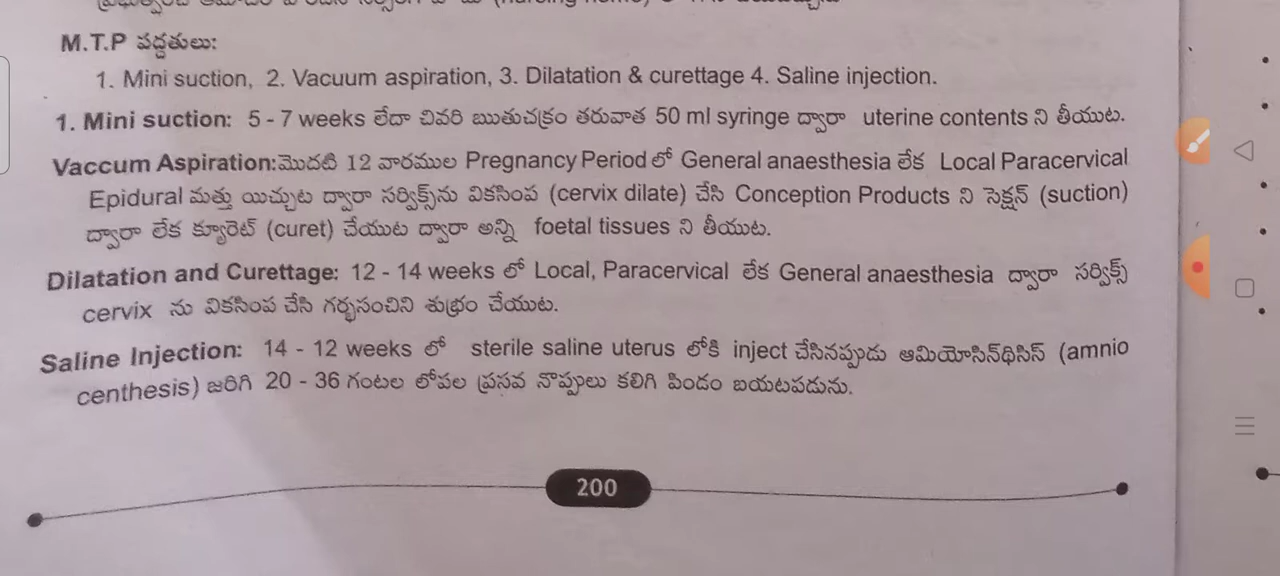 M.T.P పద్ధతులు:
1. Mini suction, 2. Vacuum aspiration, 3. Dilatation & curettage 4. Saline injection.
1. Mini suction: 5 - 7 weeks లేదా చివరి ఋతుచక్రం తరువాత 50 ml syringe ద్వారా uterine contents ని తీయుట.
Vaccum Aspiration:మొదటి 12 వారముల Pregnancy Period లో General anaesthesia లేక Local Paracervical
Epidural మత్తు యిచ్చుట ద్వారా సర్విక్స్‌ను వికసింప (cervix dilate) చేసి Conception Products ని సెక్షన్ (suction)
ద్వారా లేక క్యూరెట్ (curet) చేయుట ద్వారా అన్ని foetal tissues ని తీయుట.
Dilatation and Curettage: 12 - 14 weeks లో Local, Paracervical లేక General anaesthesia ద్వారా సర్విక్స్
cervix ను వికసింప చేసి గర్భసంచిని శుభ్రం చేయుట.
Saline Injection: 14 - 12 weeks లో sterile saline uterus లోకి inject చేసినప్పుడు ఆమియోసిన్‌థిసిస్ (amnio
centhesis) జరిగి 20 - 36 గంటల లోపల ప్రసవ నొప్పులు కలిగి పిండం బయటపడును.
200